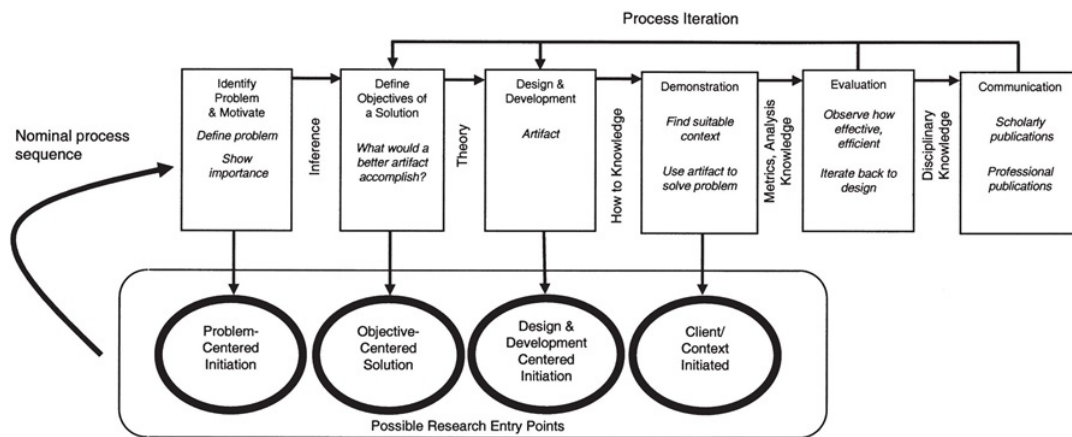 Process Iteration
Nominal process
sequence
Identify
Problem
& Motivate
Define problem
Show
importance
Inference
Define
Objectives of
a Solution
What would a
better artifact
accomplish?
Theory
Design &
Development
Artifact
How to Knowledge
Demonstration
Find suitable
context
Use artifact to
solve problem
Metrics, Analysis
Knowledge
Evaluation
Observe how
effective,
efficient
Iterate back to
design
Disciplinary
Knowledge
Communication
Scholarly
publications
Professional
publications
Problem-
Centered
Initiation
Objective-
Centered
Solution
Design &
Development
Centered
Initiation
Client/
Context
Initiated
Possible Research Entry Points